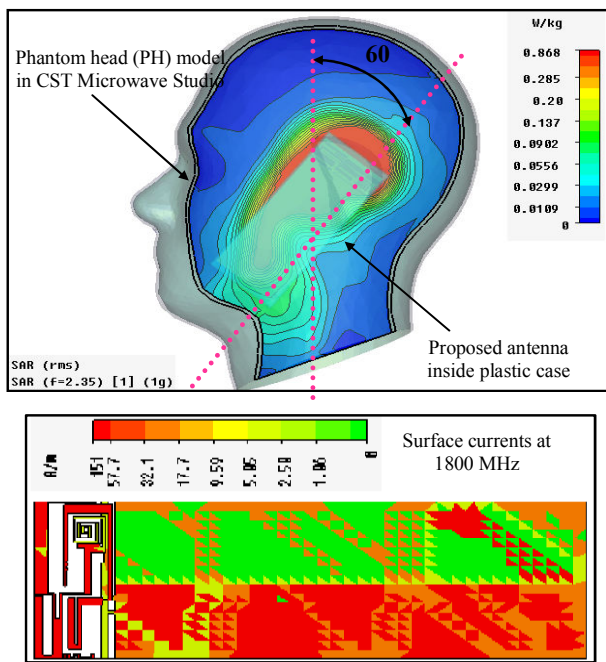 W/kg
Phantom head (PH) model
in CST Microwave Studio
60
0.868
0.285
0.20
0.137
0.0902
0.0556
0.0299
0.0109
0
Proposed antenna
inside plastic case
SAR (rms)
SAR (f=2.35) [1] (1g)
A/m
151
57.7
32.1
17.7
9.59
5.05
2.58
1.06
0
Surface currents at
1800 MHz